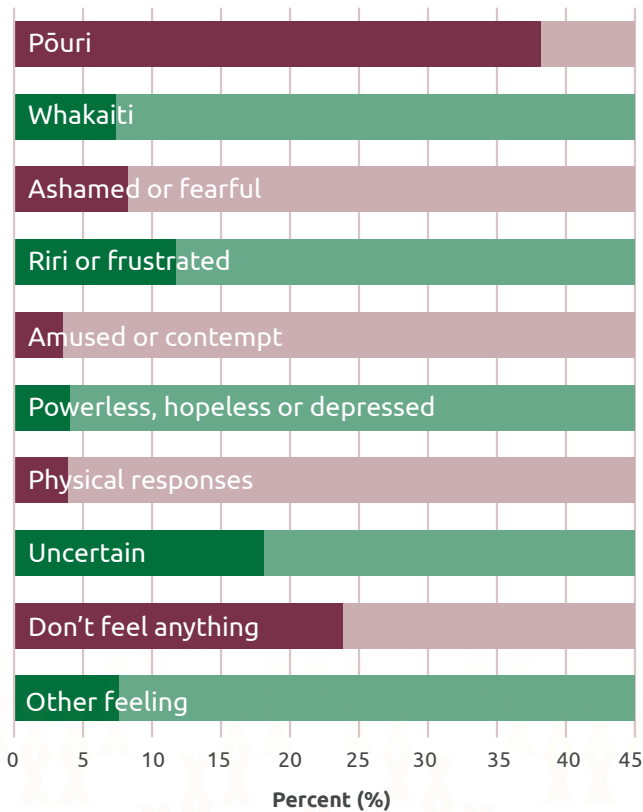 Pōuri
Whakaiti
Ashamed or fearful
Riri or frustrated
Amused or contempt
Powerless, hopeless or depressed
Physical responses
Uncertain
Don’t feel anything
Other feeling
0 5 10 15 20 25 30 35 40 45
Percent (%)